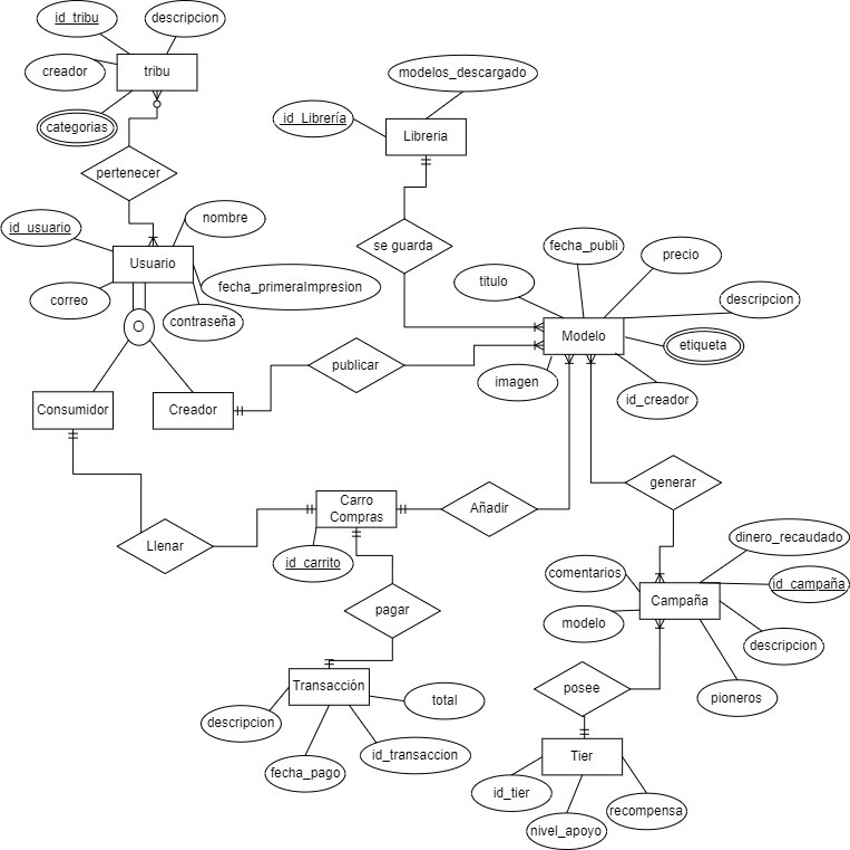 id_tribu
descripcion
creador
tribu
categorias
modelos_descargado
id_Librería
Libreria
pertenecer
id_usuario
nombre
se guarda
fecha_publi
precio
Usuario
fecha_primeraImpresion
titulo
descripcion
correo
contraseña
O
Modelo
etiqueta
publicar
imagen
id_creador
Consumidor
Creador
generar
Carro
Compras
Añadir
Llenar
id_carrito
dinero_recaudado
comentarios
id_campaña
Campaña
pagar
modelo
descripcion
posee
pioneros
Transacción
total
descripcion
id_transaccion
fecha_pago
Tier
id_tier
recompensa
nivel_apoyo